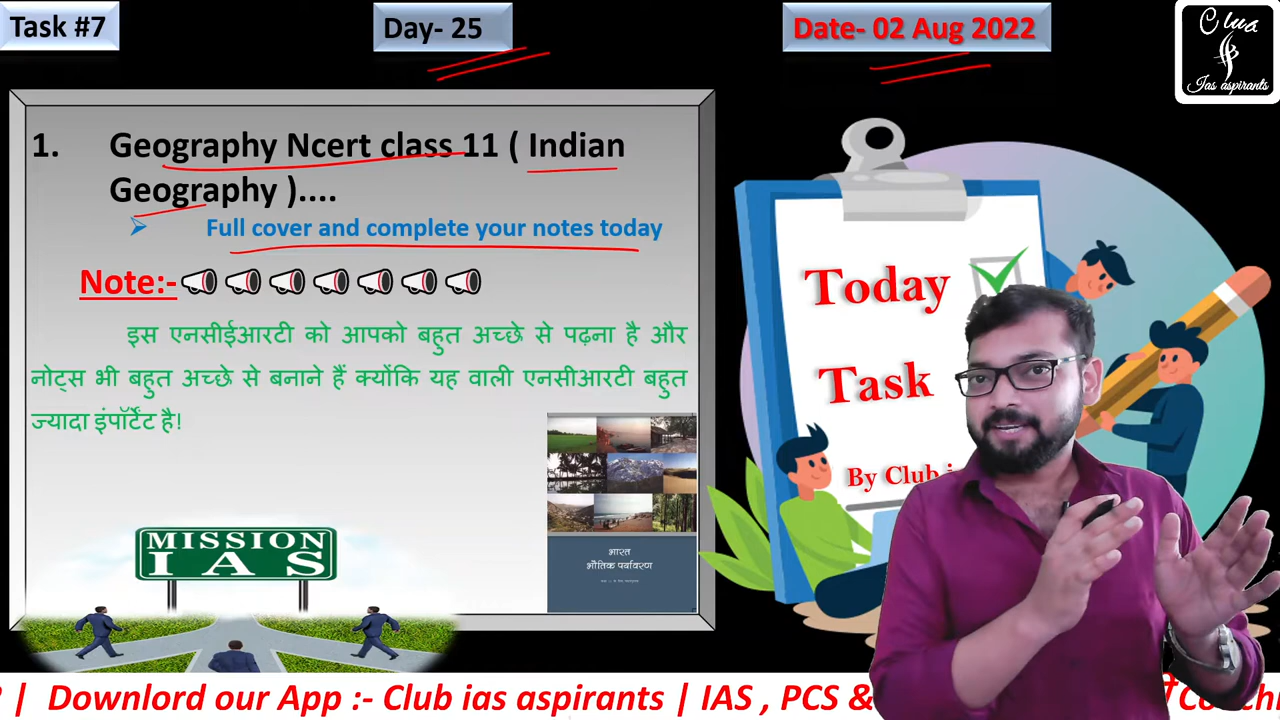 Task #7
Day- 25
Date- 02 Aug 2022
Clua
Ias aspirants
1. Geography Ncert class 11 ( Indian
Geography )....
Full cover and complete your notes today
Note:-
इस एनसीईआरटी को आपको बहुत अच्छे से पढ़ना है और
नोट्स भी बहुत अच्छे से बनाने हैं क्योंकि यह वाली एनसीआरटी बहुत
ज्यादा इंपॉर्टेंट है!
Today
Task
By Club
भारत
भौतिक पर्यावरण
MISSION
IAS
| Downlord our App :- Club ias aspirants | IAS , PCS &